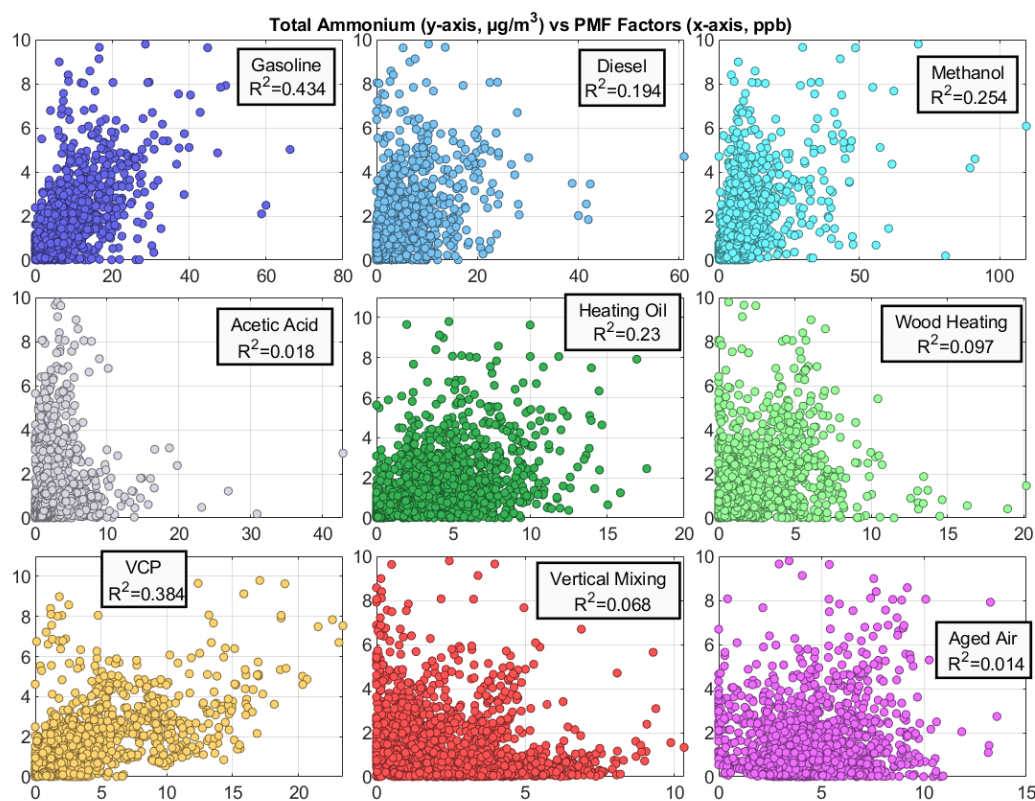 Total Ammonium (y-axis, µg/m³) vs PMF Factors (x-axis, ppb)
10
8
6
4
2
0
0 20 40 60 80
Gasoline
R²=0.434
10
8
6
4
2
0
0 20 40 60
Diesel
R²=0.194
10
8
6
4
2
0
0 50 100
Methanol
R²=0.254
10
8
6
4
2
0
0 10 20 30 40
Acetic Acid
R²=0.018
10
8
6
4
2
0
5 10 15 20
Heating Oil
R²=0.23
10
8
6
4
2
0
0 5 10 15 20
Wood Heating
R²=0.097
10
8
6
4
2
0
0 5 10 15 20
VCP
R²=0.384
10
8
6
4
2
0
0 5 10
Vertical Mixing
R²=0.068
10
8
6
4
2
0
0 5 10 15
Aged Air
R²=0.014